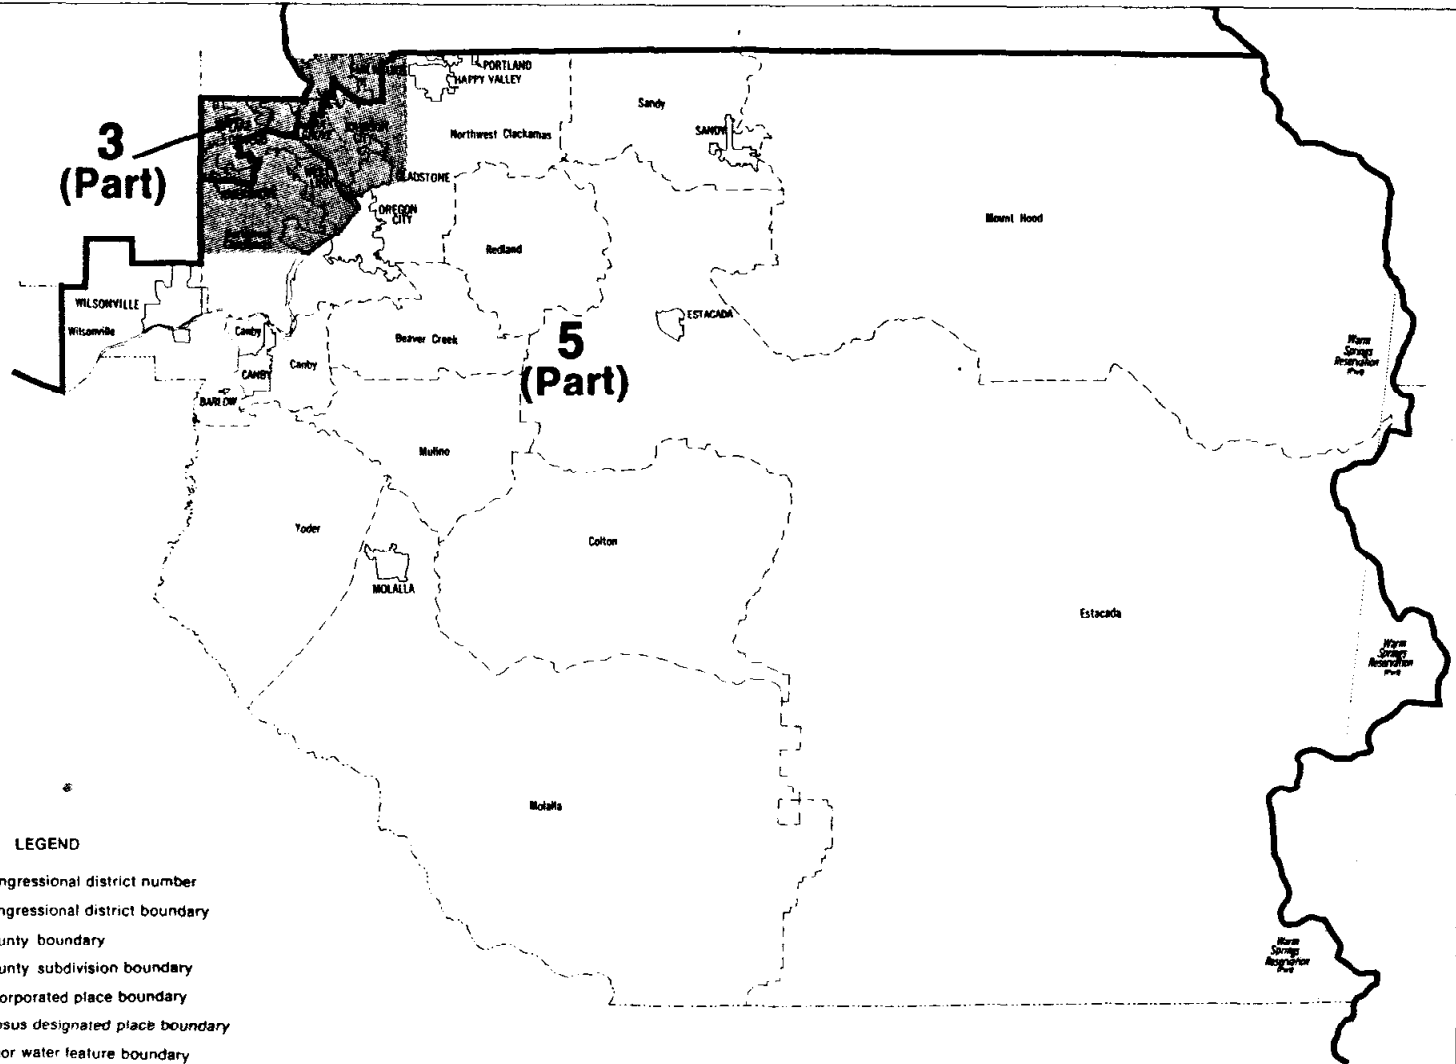 PORTLAND
HAPPY VALLEY
Sandy
SANDY
Northwest Clackamas
3
(Part)
GLADSTONE
OREGON
CITY
Mount Hood
Redland
WILSONVILLE
Wilsonville
ESTACADA
Canby
Beaver Creek
5
(Part)
Canby
CANBY
BARLOW
Warm
Springs
Reservation
(Part)
Mulino
Yoder
Colton
MOLALLA
Estacada
Warm
Springs
Reservation
(Part)
Molalla
LEGEND
ngressional district number
ngressional district boundary
unty boundary
unty subdivision boundary
orporated place boundary
nsus designated place boundary
or water feature boundary
Warm
Springs
Reservation
(Part)